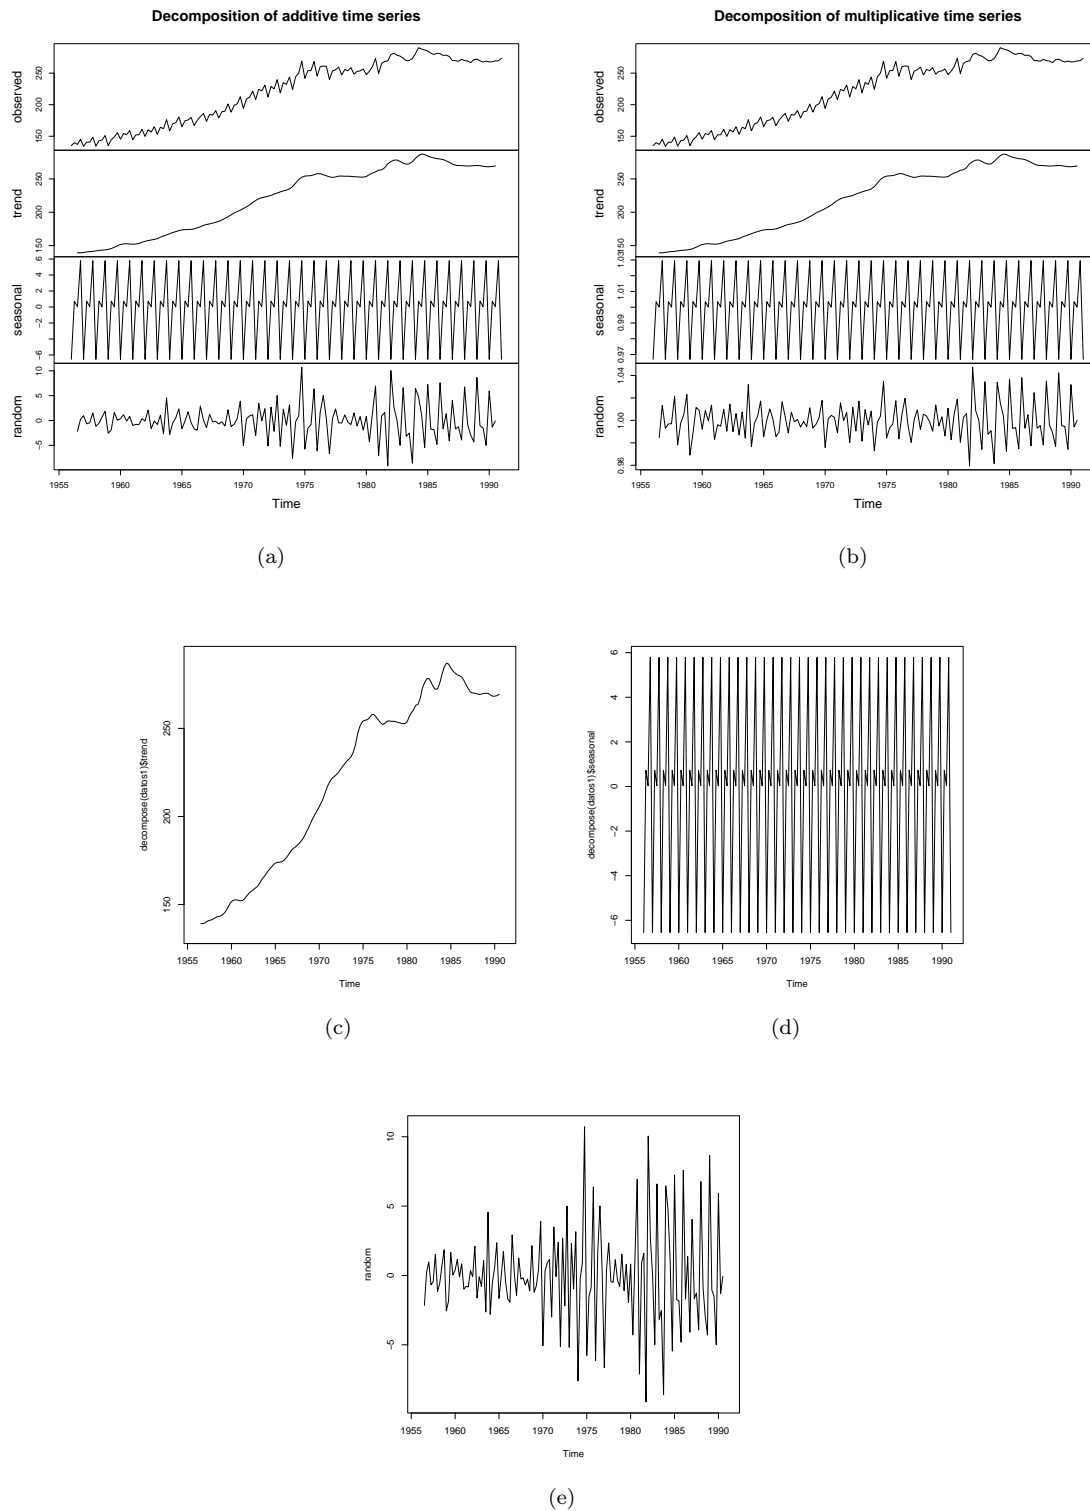 Decomposition of additive time series
observed
150 200 250
trend
150 200 250
seasonal
−6 −2 0 2 4 6
random
−5 0 5 10
1955 1960 1965 1970 1975 1980 1985 1990
Time
(a)
Decomposition of multiplicative time series
observed
150 200 250
trend
150 200 250
seasonal
0.97 0.99 1.01 1.03
random
0.96 1.00 1.04
1955 1960 1965 1970 1975 1980 1985 1990
Time
(b)
decompose(datos1)$trend
150 200 250
1955 1960 1965 1970 1975 1980 1985 1990
Time
(c)
decompose(datos1)$seasonal
−6 −4 −2 0 2 4 6
1955 1960 1965 1970 1975 1980 1985 1990
Time
(d)
random
−5 0 5 10
1955 1960 1965 1970 1975 1980 1985 1990
Time
(e)